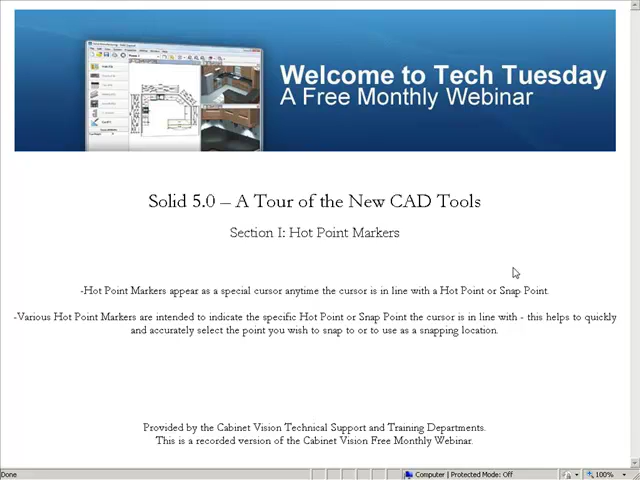 Welcome to Tech Tuesday
A Free Monthly Webinar
Solid 5.0 – A Tour of the New CAD Tools
Section I: Hot Point Markers
-Hot Point Markers appear as a special cursor anytime the cursor is in line with a Hot Point or Snap Point.
-Various Hot Point Markers are intended to indicate the specific Hot Point or Snap Point the cursor is in line with - this helps to quickly
and accurately select the point you wish to snap to or to use as a snapping location.
Provided by the Cabinet Vision Technical Support and Training Departments.
This is a recorded version of the Cabinet Vision Free Monthly Webinar.
Done
Computer | Protected Mode: Off
100%